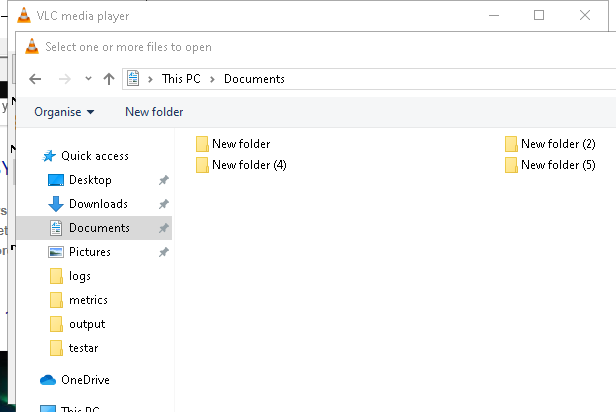 VLC media player
Select one or more files to open
This PC > Documents
Organise New folder
New folder New folder (2)
New folder (4) New folder (5)
Quick access
Desktop
Downloads
Documents
Pictures
logs
metrics
output
testar
OneDrive
This PC